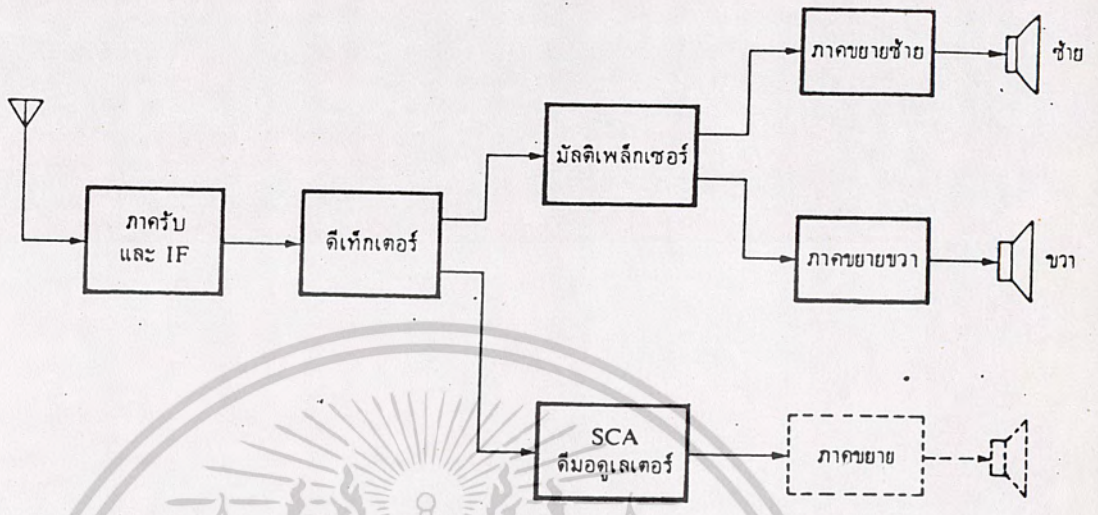 ภาคขยายซ้าย
ซ้าย
มัลติเพล็กเซอร์
ภาครับ
และ IF
ดีเท็กเตอร์
ภาคขยายขวา
ขวา
SCA
ดีมอดูเลเตอร์
ภาคขยาย